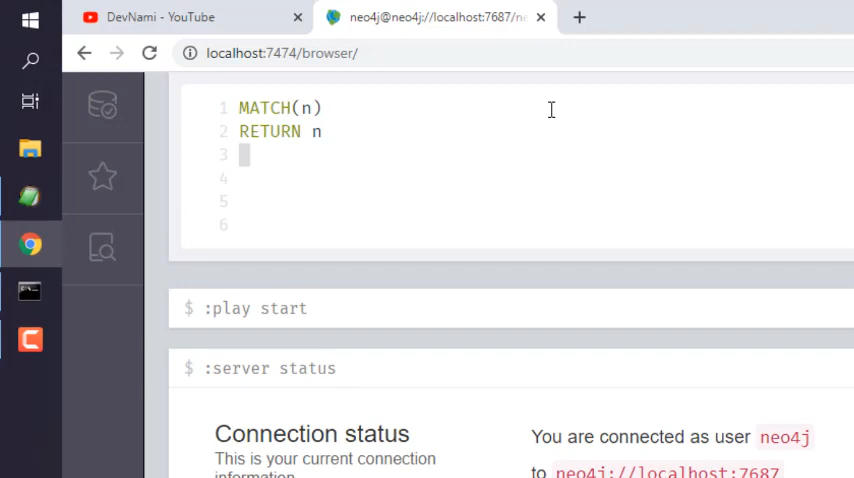 DevNami - YouTube
neo4j@neo4j://localhost:7687/ne
localhost:7474/browser/
1 MATCH(n)
2 RETURN n
3
4
5
6
$ :play start
$ :server status
Connection status
This is your current connection
information.
You are connected as user neo4j
to neo4j://localhost:7687